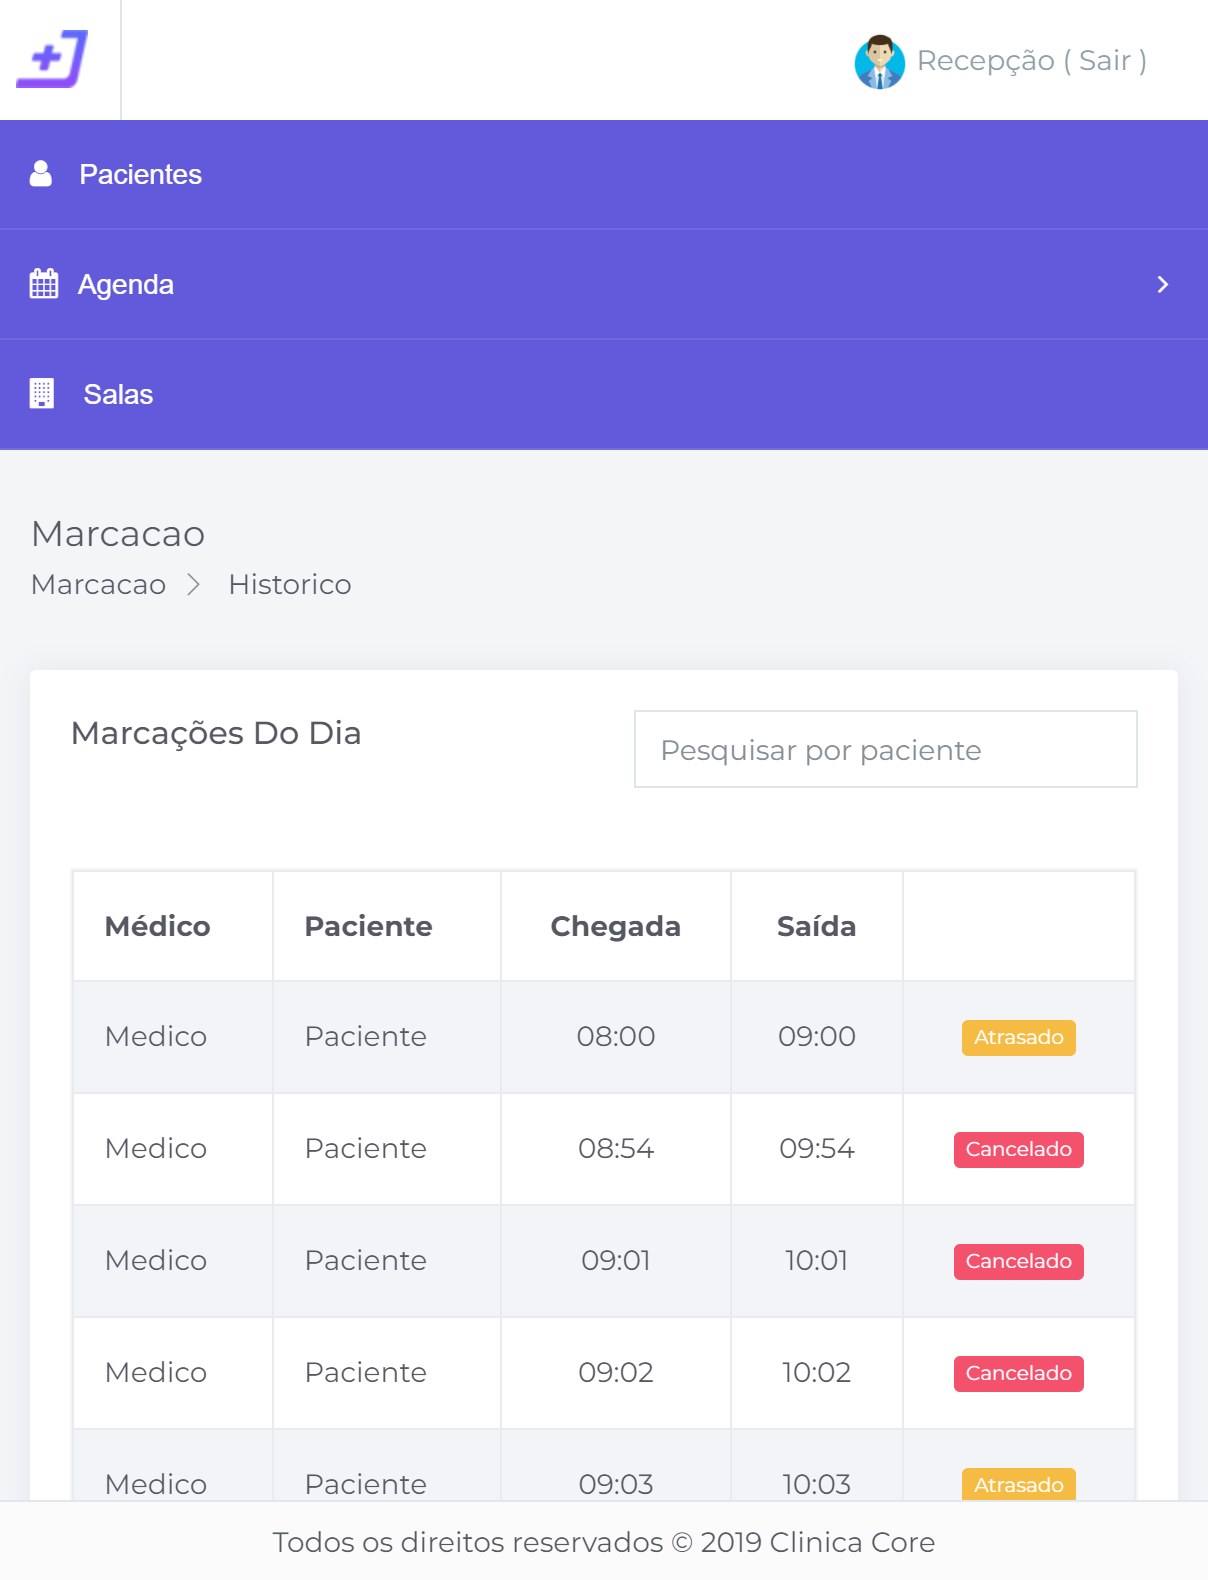 Recepção ( Sair )
Pacientes
Agenda
Salas
Marcacao
Marcacao Historico
Marcações Do Dia
Pesquisar por paciente
Médico Paciente Chegada Saída
Medico Paciente 08:00 09:00 Atrasado
Medico Paciente 08:54 09:54 Cancelado
Medico Paciente 09:01 10:01 Cancelado
Medico Paciente 09:02 10:02 Cancelado
Medico Paciente 09:03 10:03 Atrasado
Todos os direitos reservados © 2019 Clinica Core